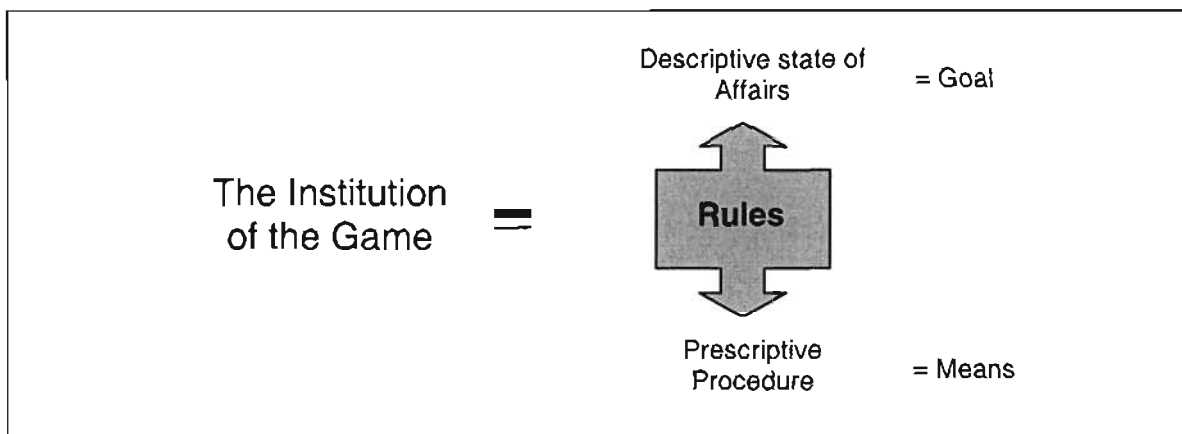 Descriptive state of
Affairs
= Goal
The Institution
of the Game
=
Rules
Prescriptive
Procedure
= Means